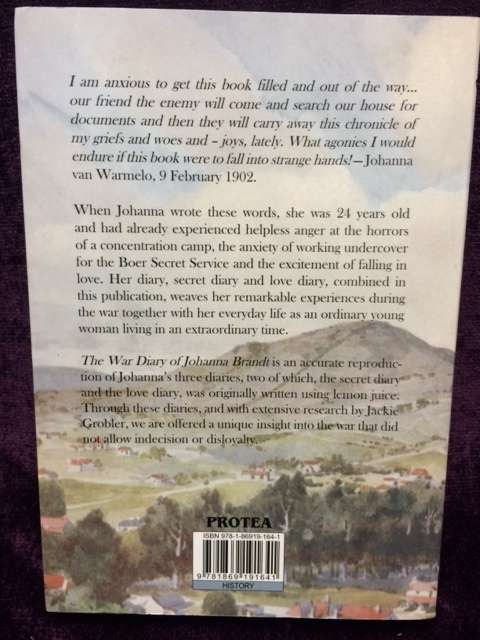 I am anxious to get this book filled and out of the way...
our friend the enemy will come and search our house for
documents and then they will carry away this chronicle of
my griefs and woes and – joys, lately. What agonies I would
endure if this book were to fall into strange hands!—Johanna
van Warmelo, 9 February 1902.
When Johanna wrote these words, she was 24 years old
and had already experienced helpless anger at the horrors
of a concentration camp, the anxiety of working undercover
for the Boer Secret Service and the excitement of falling in
love. Her diary, secret diary and love diary, combined in
this publication, weaves her remarkable experiences during
the war together with her everyday life as an ordinary young
woman living in an extraordinary time.
The War Diary of Johanna Brandt is an accurate reproduc-
tion of Johanna's three diaries, two of which, the secret diary
and the love diary, was originally written using lemon juice.
Through these diaries, and with extensive research by Jackie
Grobler, we are offered a unique insight into the war that did
not allow indecision or disloyalty.
PROTEA
ISBN 978-1-86919-164-1
9 781869 191641
HISTORY